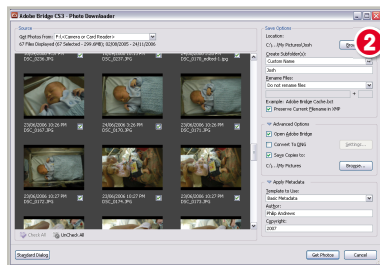 Adobe Bridge CS3 - Photo Downloader
Source
Get Photos From: F:\<Camera or Card Reader>
67 Files Displayed (67 Selected - 299.6MB); 02/08/2005 - 24/11/2006
DSC_0236.JPG
DSC_0237.JPG
DSC_0170_edited-1.jpg
23/06/2006 10:26 PM
DSC_0167.JPG
23/06/2006 3:26 PM
DSC_0170.JPG
23/06/2006 10:26 PM
DSC_0171.JPG
23/06/2006 10:27 PM
DSC_0172.JPG
23/06/2006 10:27 PM
DSC_0174.JPG
23/06/2006 10:27 PM
DSC_0173.JPG
Check All
UnCheck All
Standard Dialog
Save Options
Location:
C:\...\My Pictures\Josh
2
Create Subfolder(s):
Custom Name
Josh
Rename Files:
Do not rename files
+
Example: Adobe Bridge Cache.bct
Preserve Current Filename in XMP
Advanced Options
Open Adobe Bridge
Convert To DNG
Settings...
Save Copies to:
C:\...\My Pictures
Browse...
Apply Metadata
Template to Use:
Basic Metadata
Author:
Philip Andrews
Copyright:
2007
Get Photos
Cancel